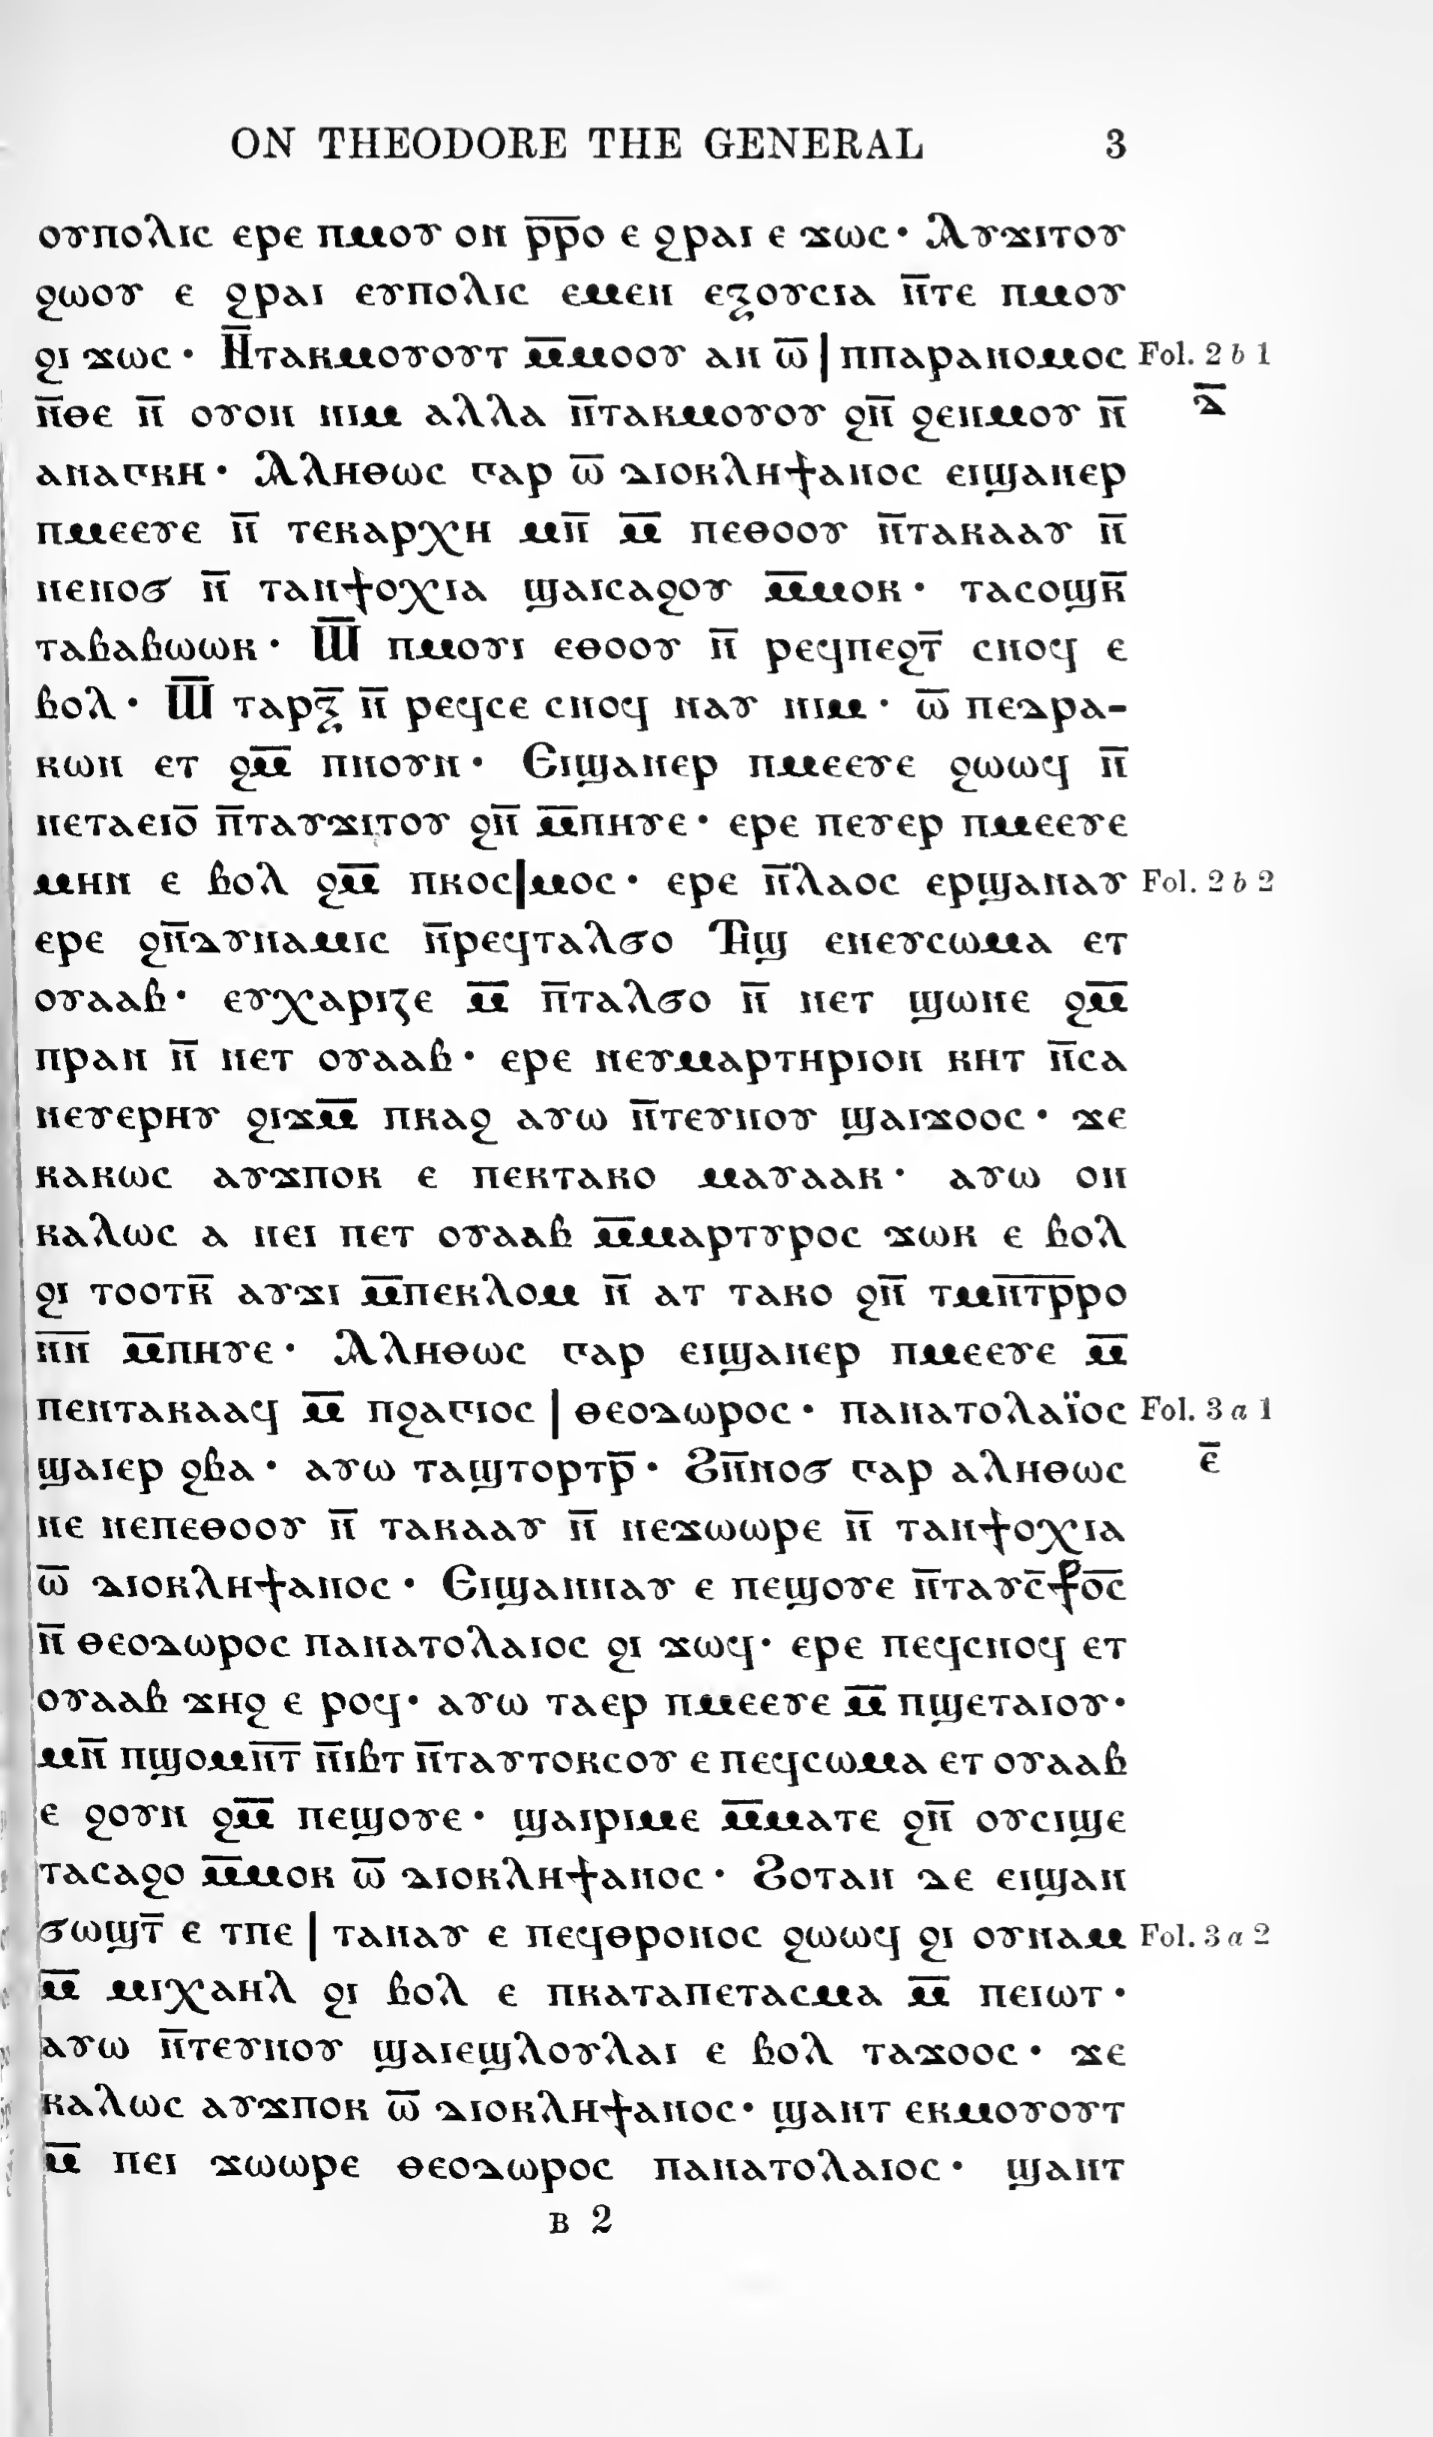 ON THEODORE THE GENERAL 3
ⲟⲩⲡⲟⲗⲓⲥ ⲉⲣⲉ ⲡⲙⲟⲩ ⲟⲛ ⲣ̅ⲣ̅ⲟ ⲉ ϩⲣⲁⲓ ⲉ ϫⲱⲥ· Ⲁⲩϫⲓⲧⲟⲩ
ϩⲱⲟⲩ ⲉ ϩⲣⲁⲓ ⲉⲩⲡⲟⲗⲓⲥ ⲉⲙⲉⲛ ⲉⲝⲟⲩⲥⲓⲁ ⲛ̅ⲧⲉ ⲡⲙⲟⲩ
ϩⲓ ϫⲱⲥ· Ⲛ̅ⲧⲁⲕⲙⲟⲩⲟⲩⲧ ⲙ̅ⲙⲟⲟⲩ ⲁⲛ ⲱ̅ | ⲡⲡⲁⲣⲁⲛⲟⲙⲟⲥ Fol. 2 b 1
ⲛ̅ⲑⲉ ⲛ̅ ⲟⲩⲟⲛ ⲛⲓⲙ ⲁⲗⲗⲁ ⲛ̅ⲧⲁⲕⲙⲟⲩⲟⲩ ϩⲛ̅ ϩⲉⲛⲙⲟⲩ ⲛ̅ ⲇ̅
ⲁⲛⲁⲅⲕⲏ· Ⲁⲗⲏⲑⲱⲥ ⲅⲁⲣ ⲱ̅ ⲇⲓⲟⲕⲗⲏϯⲁⲛⲟⲥ ⲉⲓϣⲁⲛⲉⲣ
ⲡⲙⲉⲉⲩⲉ ⲛ̅ ⲧⲉⲕⲁⲣⲭⲏ ⲙⲛ̅ ⲙ̅ ⲡⲉⲑⲟⲟⲩ ⲛ̅ⲧⲁⲕⲁⲁⲩ ⲛ̅
ⲛⲉⲛⲟϭ ⲛ̅ ⲧⲁⲛϯⲟⲭⲓⲁ ϣⲁⲓⲥⲁϩⲟⲩ ⲙ̅ⲙⲟⲕ· ⲧⲁⲥⲟϣⲕ̅
ⲧⲁⲃⲁⲃⲱⲱⲕ· Ⲱ̅ ⲡⲙⲟⲩⲓ ⲉⲑⲟⲟⲩ ⲛ̅ ⲣⲉϥⲡⲉϩⲧ̅ ⲥⲛⲟϥ ⲉ
ⲃⲟⲗ· Ⲱ̅ ⲧⲁⲣⲝ̅ ⲛ̅ ⲣⲉϥⲥⲉ ⲥⲛⲟϥ ⲛⲁⲩ ⲛⲓⲙ· ⲱ̅ ⲡⲉⲇⲣⲁ-
ⲕⲱⲛ ⲉⲧ ϩⲙ̅ ⲡⲛⲟⲩⲛ· Ⲉⲓϣⲁⲛⲉⲣ ⲡⲙⲉⲉⲩⲉ ϩⲱⲱϥ ⲛ̅
ⲛⲉⲧⲁⲉⲓⲟ̅ ⲛ̅ⲧⲁⲩϫⲓⲧⲟⲩ ϩⲛ̅ ⲙ̅ⲡⲏⲩⲉ· ⲉⲣⲉ ⲡⲉⲩⲉⲣ ⲡⲙⲉⲉⲩⲉ
ⲙⲏⲛ ⲉ ⲃⲟⲗ ϩⲙ̅ ⲡⲕⲟⲥ|ⲙⲟⲥ· ⲉⲣⲉ ⲛ̅ⲗⲁⲟⲥ ⲉⲣϣⲁⲛⲁⲩ Fol. 2 b 2
ⲉⲣⲉ ϩⲛ̅ⲇⲩⲛⲁⲙⲓⲥ ⲛ̅ⲣⲉϥⲧⲁⲗϭⲟ Ϯⲏϣ ⲉⲛⲉⲩⲥⲱⲙⲁ ⲉⲧ
ⲟⲩⲁⲁⲃ· ⲉⲩⲭⲁⲣⲓⲍⲉ ⲙ̅ ⲡ̅ⲧⲁⲗϭⲟ ⲛ̅ ⲛⲉⲧ ϣⲱⲛⲉ ϩⲙ̅
ⲡⲣⲁⲛ ⲛ̅ ⲛⲉⲧ ⲟⲩⲁⲁⲃ· ⲉⲣⲉ ⲛⲉⲩⲙⲁⲣⲧⲏⲣⲓⲟⲛ ⲕⲏⲧ ⲛ̅ⲥⲁ
ⲛⲉⲩⲉⲣⲏⲩ ϩⲓϫⲙ̅ ⲡⲕⲁϩ ⲁⲩⲱ ⲛ̅ⲧⲉⲩⲛⲟⲩ ϣⲁⲓϫⲟⲟⲥ· ϫⲉ
ⲕⲁⲕⲱⲥ ⲁⲩϫⲡⲟⲕ ⲉ ⲡⲉⲕⲧⲁⲕⲟ ⲙⲁⲩⲁⲁⲕ· ⲁⲩⲱ ⲟⲛ
ⲕⲁⲗⲱⲥ ⲁ ⲛⲉⲓ ⲡⲉⲧ ⲟⲩⲁⲁⲃ ⲙ̅ⲙⲁⲣⲧⲩⲣⲟⲥ ϫⲱⲕ ⲉ ⲃⲟⲗ
ϩⲓ ⲧⲟⲟⲧⲕ̅ ⲁⲩϫⲓ ⲙ̅ⲡⲉⲕⲗⲟⲙ ⲛ̅ ⲁⲧ ⲧⲁⲕⲟ ϩⲛ̅ ⲧⲙⲛ̅ⲧ̅ⲣ̅ⲣⲟ
ⲛ̅ⲛ̅ ⲙ̅ⲡⲏⲩⲉ· Ⲁⲗⲏⲑⲱⲥ ⲅⲁⲣ ⲉⲓϣⲁⲛⲉⲣ ⲡⲙⲉⲉⲩⲉ ⲙ̅
ⲡⲉⲛⲧⲁⲕⲁⲁϥ ⲙ̅ ⲡϩⲁⲅⲓⲟⲥ | ⲑⲉⲟⲇⲱⲣⲟⲥ· ⲡⲁⲛⲁⲧⲟⲗⲁⲓ̈ⲟⲥ Fol. 3 a 1
ϣⲁⲓⲉⲣ ϩⲃⲁ· ⲁⲩⲱ ⲧⲁϣⲧⲟⲣⲧⲣ̅· Ϩⲛ̅ⲛⲟϭ ⲅⲁⲣ ⲁⲗⲏⲑⲱⲥ ⲉ̅
ⲛⲉ ⲛⲉⲡⲉⲑⲟⲟⲩ ⲛ̅ ⲧⲁⲕⲁⲁⲩ ⲛ̅ ⲛⲉϫⲱⲱⲣⲉ ⲛ̅ ⲧⲁⲛϯⲟⲭⲓⲁ
ⲱ̅ ⲇⲓⲟⲕⲗⲏϯⲁⲛⲟⲥ· Ⲉⲓϣⲁⲛⲛⲁⲩ ⲉ ⲡⲉϣⲟⲩⲉ ⲛ̅ⲧⲁⲩⲥ̅⳨ⲟ̅ⲥ̅
ⲛ̅ ⲑⲉⲟⲇⲱⲣⲟⲥ ⲡⲁⲛⲁⲧⲟⲗⲁⲓⲟⲥ ϩⲓ ϫⲱϥ· ⲉⲣⲉ ⲡⲉϥⲥⲛⲟϥ ⲉⲧ
ⲟⲩⲁⲁⲃ ϫⲏϩ ⲉ ⲣⲟϥ· ⲁⲩⲱ ⲧⲁⲉⲣ ⲡⲙⲉⲉⲩⲉ ⲙ̅ ⲡϣⲉⲧⲁⲓⲟⲩ·
ⲙⲛ̅ ⲡϣⲟⲙⲛ̅ⲧ̅ ⲛ̅ⲓⲃⲧ ⲛ̅ⲧⲁⲩⲧⲟⲕⲥⲟⲩ ⲉ ⲡⲉϥⲥⲱⲙⲁ ⲉⲧ ⲟⲩⲁⲁⲃ
ⲉ ϩⲟⲩⲛ ϩⲙ̅ ⲡⲉϣⲟⲩⲉ· ϣⲁⲓⲣⲓⲙⲉ ⲙ̅ⲙⲁⲧⲉ ϩⲛ̅ ⲟⲩⲥⲓϣⲉ
ⲧⲁⲥⲁϩⲟ ⲙ̅ⲙⲟⲕ ⲱ̅ ⲇⲓⲟⲕⲗⲏϯⲁⲛⲟⲥ· Ϩⲟⲧⲁⲛ ⲇⲉ ⲉⲓϣⲁⲛ
ϭⲱϣⲧ̅ ⲉ ⲧⲡⲉ | ⲧⲁⲛⲁⲩ ⲉ ⲡⲉϥⲑⲣⲟⲛⲟⲥ ϩⲱⲱϥ ϩⲓ ⲟⲩⲛⲁⲙ Fol. 3 a 2
ⲙ̅ ⲙⲓⲭⲁⲏⲗ ϩⲓ ⲃⲟⲗ ⲉ ⲡⲕⲁⲧⲁⲡⲉⲧⲁⲥⲙⲁ ⲙ̅ ⲡⲉⲓⲱⲧ·
ⲁⲩⲱ ⲛ̅ⲧⲉⲩⲛⲟⲩ ϣⲁⲓⲉϣⲗⲟⲩⲗⲁⲓ ⲉ ⲃⲟⲗ ⲧⲁϫⲟⲟⲥ· ϫⲉ
ⲕⲁⲗⲱⲥ ⲁⲩϫⲡⲟⲕ ⲱ̅ ⲇⲓⲟⲕⲗⲏϯⲁⲛⲟⲥ· ϣⲁⲛⲧ ⲉⲕⲙⲟⲩⲟⲩⲧ
ⲙ̅ ⲡⲉⲓ ϫⲱⲱⲣⲉ ⲑⲉⲟⲇⲱⲣⲟⲥ ⲡⲁⲛⲁⲧⲟⲗⲁⲓⲟⲥ· ϣⲁⲛⲧ
B 2